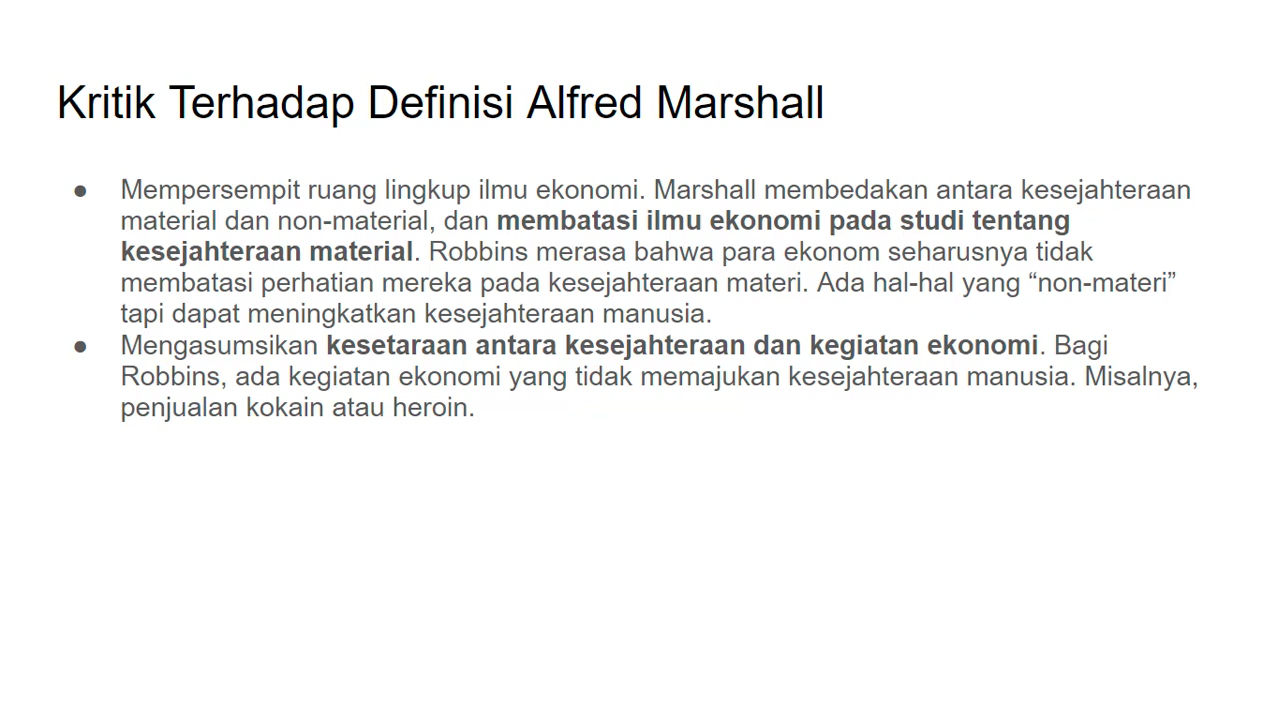 Kritik Terhadap Definisi Alfred Marshall
● Mempersempit ruang lingkup ilmu ekonomi. Marshall membedakan antara kesejahteraan
material dan non-material, dan membatasi ilmu ekonomi pada studi tentang
kesejahteraan material. Robbins merasa bahwa para ekonom seharusnya tidak
membatasi perhatian mereka pada kesejahteraan materi. Ada hal-hal yang “non-materi”
tapi dapat meningkatkan kesejahteraan manusia.
● Mengasumsikan kesetaraan antara kesejahteraan dan kegiatan ekonomi. Bagi
Robbins, ada kegiatan ekonomi yang tidak memajukan kesejahteraan manusia. Misalnya,
penjualan kokain atau heroin.